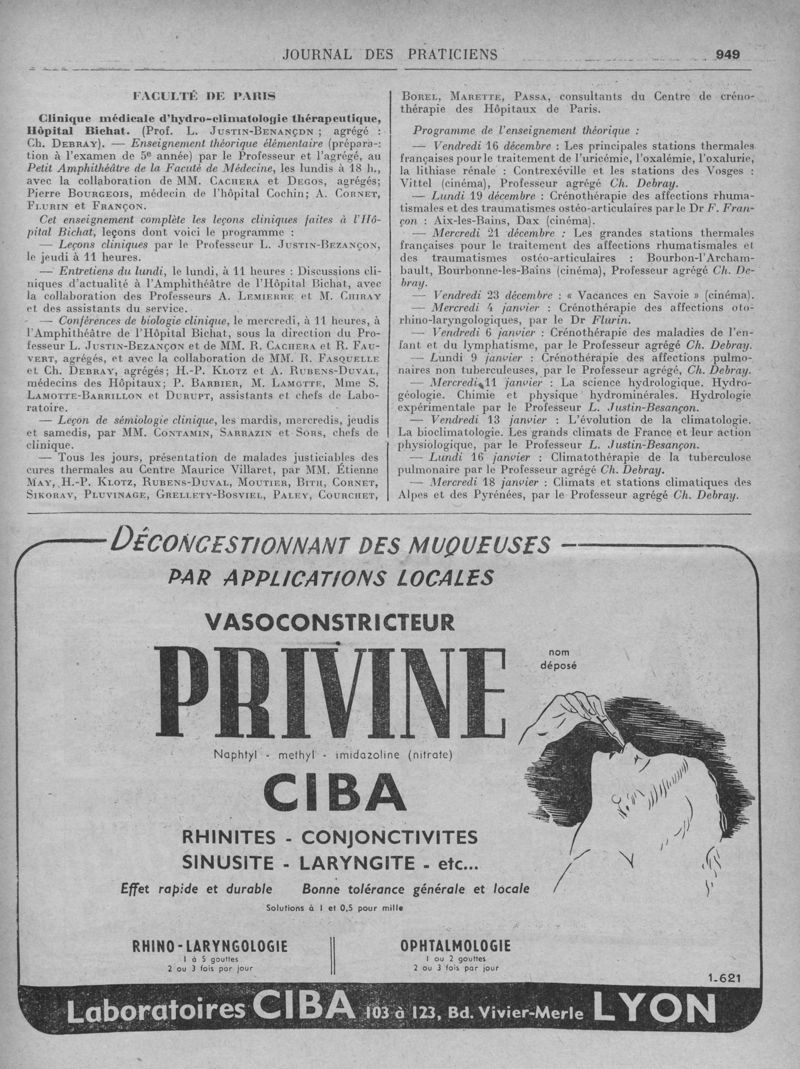 JOURNAL DES PRATICIENS
949
FACULTÉ DE PARIS
Clinique médicale d'hydro-climatologie thérapeutique,
Hôpital Bichat. (Prof. L. JUSTIN-BENANÇON ; agrégé :
Ch. DEBRAY). — Enseignement théorique élémentaire (prépara-:
tion à l'examen de 5e année) par le Professeur et l'agrégé, au
Petit Amphithéâtre de la Faculté de Médecine, les lundis à 18 h.,
avec la collaboration de MM. CACHERA et DEGOS, agrégés;
Pierre BOURGEOIS, médecin de l'hôpital Cochin; A. CORNET,
FLURIN et FRANÇON.
Cet enseignement complète les leçons cliniques faites à l'Hô-
pital Bichat, leçons dont voici le programme :
— Leçons cliniques par le Professeur L. JUSTIN-BEZANÇON,
le jeudi à 11 heures.
— Entretiens du lundi, le lundi, à 11 heures : Discussions cli-
niques d'actualité à l'Amphithéâtre de l'Hôpital Bichat, avec
la collaboration des Professeurs A. LEMIERRE et M. CHIRAY
et des assistants du service.
— Conférences de biologie clinique, le mercredi, à 11 heures, à
l'Amphithéâtre de l'Hôpital Bichat, sous la direction du Pro-
fesseur L. JUSTIN-BEZANÇON et de MM. R. CACHERA et R. FAU-
VERT, agrégés, et avec la collaboration de MM. R. FASQUELLE
et Ch. DEBRAY, agrégés; H.-P. KLOTZ et A. RUBENS-DUVAL,
médecins des Hôpitaux; P. BARBIER, M. LAMOTTE, Mme S.
LAMOTTE-BARRILLON et DURUPT, assistants et chefs de Labo-
ratoire.
— Leçon de sémiologie clinique, les mardis, mercredis, jeudis
et samedis, par MM. CONTAMIN, SARRAZIN et SORS, chefs de
clinique.
— Tous les jours, présentation de malades justiciables des
cures thermales au Centre Maurice Villaret, par MM. Étienne
MAY, H.-P. KLOTZ, RUBENS-DUVAL, MOUTIER, BITH, CORNET,
SIKORAV, PLUVINAGE, GRELLETY-BOSVIEL, PALEY, COURCHET,
BOREL, MARETTE, PASSA, consultants du Centre de créno-
thérapie des Hôpitaux de Paris.
Programme de l'enseignement théorique :
— Vendredi 16 décembre : Les principales stations thermales
françaises pour le traitement de l'uricémie, l'oxalémie, l'oxalurie,
la lithiase rénale : Contrexéville et les stations des Vosges :
Vittel (cinéma), Professeur agrégé Ch. Debray.
— Lundi 19 décembre : Crénothérapie des affections rhuma-
tismales et des traumatismes ostéo-articulaires par le Dr F. Fran-
çon : Aix-les-Bains, Dax (cinéma).
— Mercredi 21 décembre : Les grandes stations thermales
françaises pour le traitement des affections rhumatismales et
des traumatismes ostéo-articulaires : Bourbon-l'Archam-
bault, Bourbonne-les-Bains (cinéma), Professeur agrégé Ch. De-
bray.
— Vendredi 23 décembre : « Vacances en Savoie » (cinéma).
— Mercredi 4 janvier : Crénothérapie des affections oto-
rhino-laryngologiques, par le Dr Flurin.
— Vendredi 6 janvier : Crénothérapie des maladies de l'en-
fant et du lymphatisme, par le Professeur agrégé Ch. Debray.
— Lundi 9 janvier : Crénothérapie des affections pulmo-
naires non tuberculeuses, par le Professeur agrégé, Ch. Debray.
— Mercredi 11 janvier : La science hydrologique. Hydro-
géologie. Chimie et physique hydrominérales. Hydrologie
expérimentale par le Professeur L. Justin-Besançon.
— Vendredi 13 janvier : L'évolution de la climatologie.
La bioclimatologie. Les grands climats de France et leur action
physiologique, par le Professeur L. Justin-Besançon.
— Lundi 16 janvier : Climatothérapie de la tuberculose
pulmonaire par le Professeur agrégé Ch. Debray.
— Mercredi 18 janvier : Climats et stations climatiques des
Alpes et des Pyrénées, par le Professeur agrégé Ch. Debray.
DÉCONGESTIONNANT DES MUQUEUSES
PAR APPLICATIONS LOCALES
VASOCONSTRICTEUR
PRIVINE
nom
déposé
Naphtyl - methyl - imidazoline (nitrate)
CIBA
RHINITES - CONJONCTIVITES
SINUSITE - LARYNGITE - etc...
Effet rapide et durable Bonne tolérance générale et locale
Solutions à 1 et 0,5 pour mille
RHINO-LARYNGOLOGIE
1 à 5 gouttes
2 ou 3 fois par jour
OPHTALMOLOGIE
1 ou 2 gouttes
2 ou 3 fois par jour
1-621
Laboratoires CIBA 103 à 123, Bd. Vivier-Merle LYON